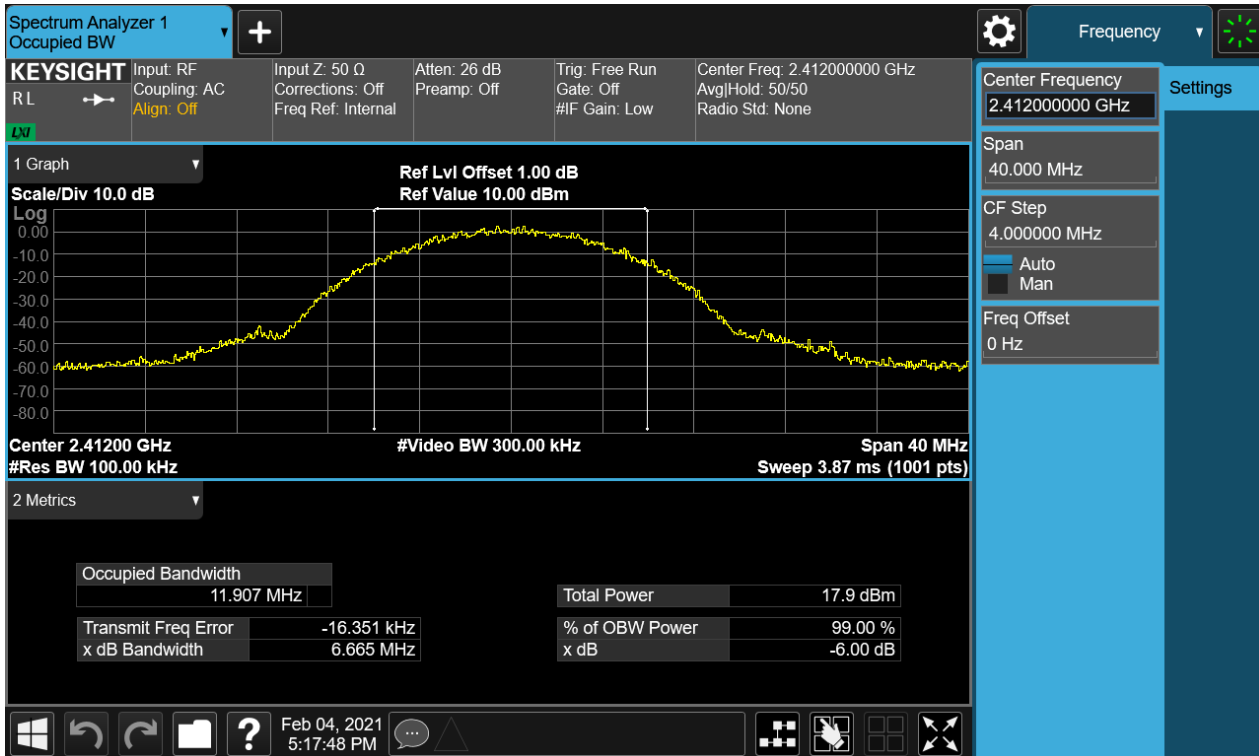 Spectrum Analyzer 1
Occupied BW
Frequency
KEYSIGHT
R L
LXI
Input: RF
Coupling: AC
Align: Off
Input Z: 50 Ω
Corrections: Off
Freq Ref: Internal
Atten: 26 dB
Preamp: Off
Trig: Free Run
Gate: Off
#IF Gain: Low
Center Freq: 2.412000000 GHz
Avg|Hold: 50/50
Radio Std: None
Center Frequency
2.412000000 GHz
Settings
Span
40.000 MHz
CF Step
4.000000 MHz
Auto
Man
Freq Offset
0 Hz
1 Graph
Scale/Div 10.0 dB
Ref Lvl Offset 1.00 dB
Ref Value 10.00 dBm
Log
0.00
-10.0
-20.0
-30.0
-40.0
-50.0
-60.0
-70.0
-80.0
Center 2.41200 GHz
#Video BW 300.00 kHz
Span 40 MHz
#Res BW 100.00 kHz
Sweep 3.87 ms (1001 pts)
2 Metrics
Occupied Bandwidth
11.907 MHz
Total Power 17.9 dBm
Transmit Freq Error -16.351 kHz
% of OBW Power 99.00 %
x dB Bandwidth 6.665 MHz
x dB -6.00 dB
?
Feb 04, 2021
5:17:48 PM